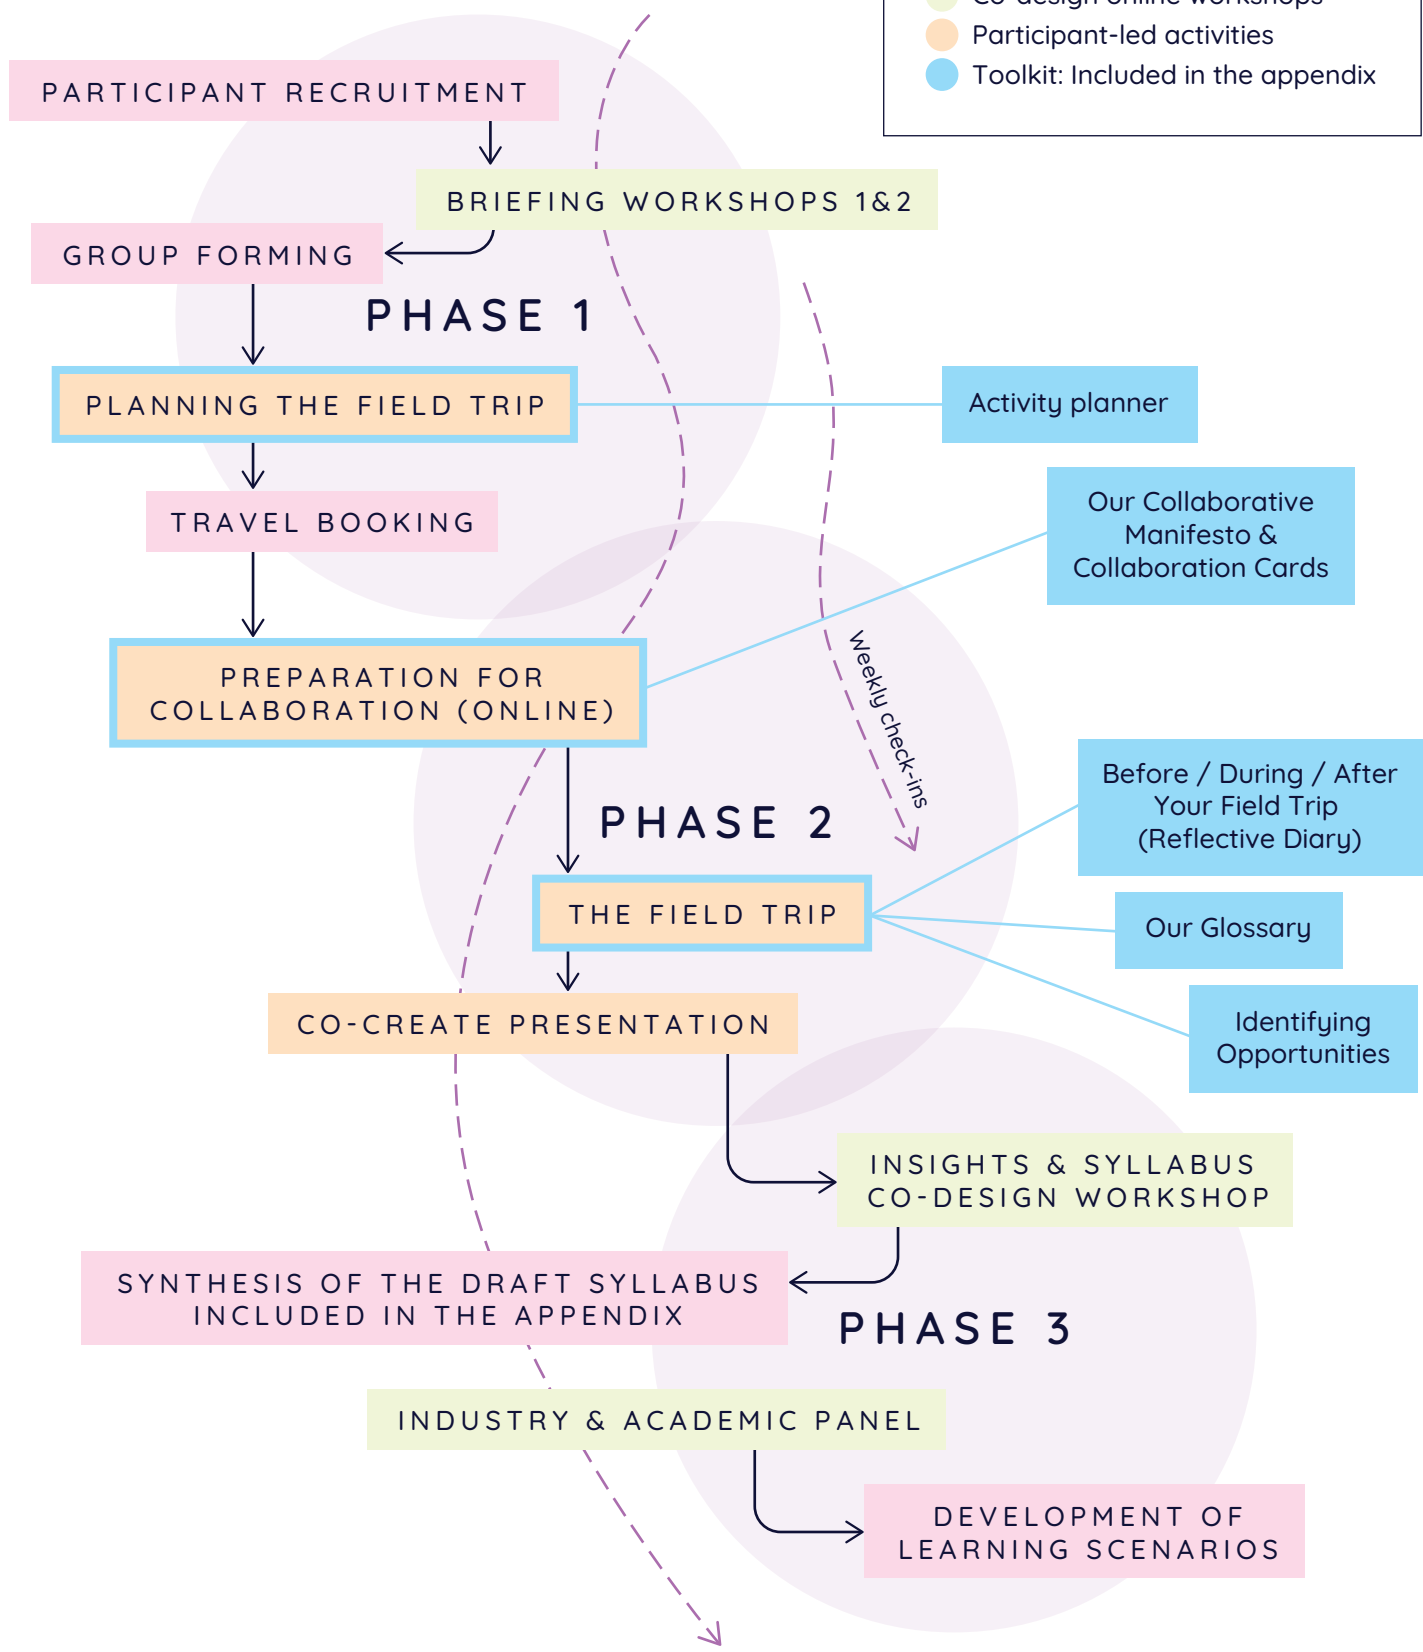 Co-design online workshops
Participant-led activities
Toolkit: Included in the appendix
PARTICIPANT RECRUITMENT
BRIEFING WORKSHOPS 1&2
GROUP FORMING
PHASE 1
PLANNING THE FIELD TRIP
Activity planner
TRAVEL BOOKING
Our Collaborative
Manifesto &
Collaboration Cards
PREPARATION FOR
COLLABORATION (ONLINE)
Weekly check-ins
PHASE 2
Before / During / After
Your Field Trip
(Reflective Diary)
THE FIELD TRIP
Our Glossary
CO-CREATE PRESENTATION
Identifying
Opportunities
INSIGHTS & SYLLABUS
CO-DESIGN WORKSHOP
SYNTHESIS OF THE DRAFT SYLLABUS
INCLUDED IN THE APPENDIX
PHASE 3
INDUSTRY & ACADEMIC PANEL
DEVELOPMENT OF
LEARNING SCENARIOS